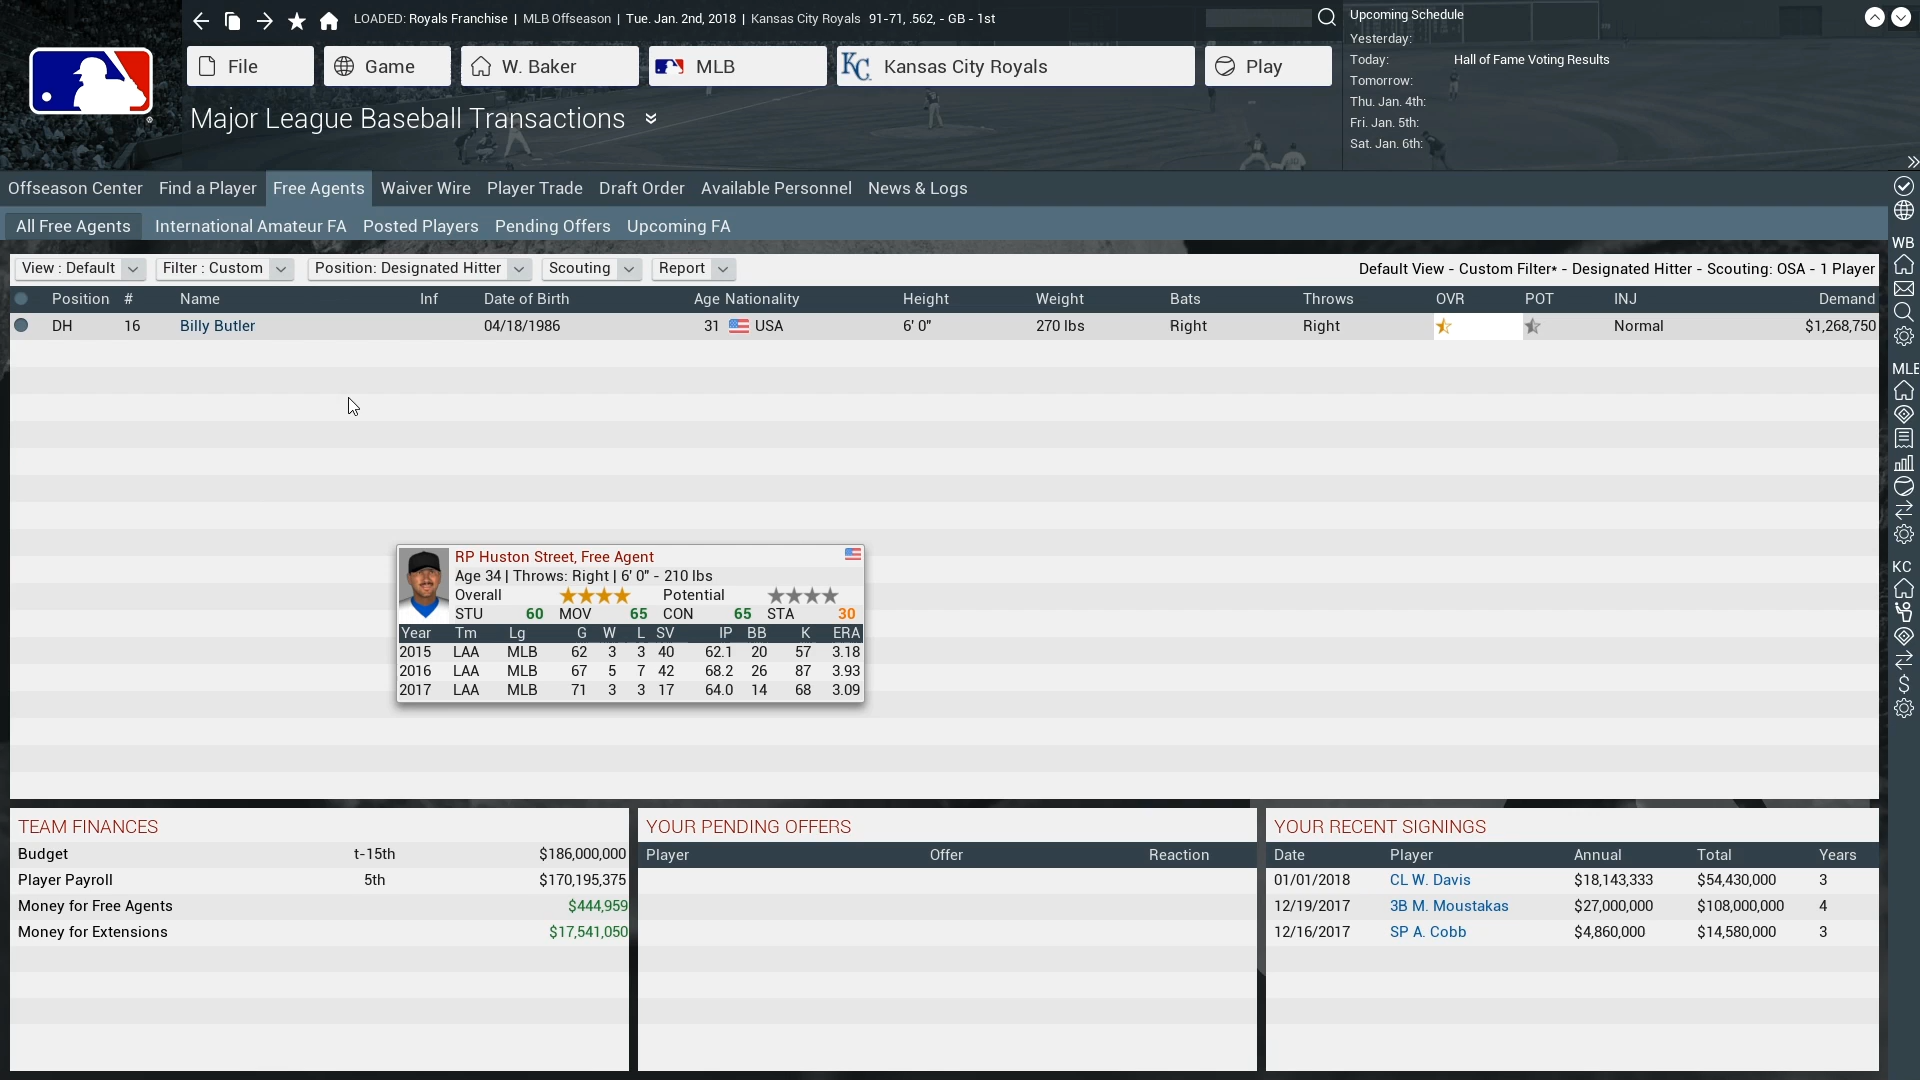 LOADED: Royals Franchise | MLB Offseason | Tue. Jan. 2nd, 2018 | Kansas City Royals 91-71, .562, - GB - 1st
Upcoming Schedule
Yesterday:
Today: Hall of Fame Voting Results
Tomorrow:
Thu. Jan. 4th:
Fri. Jan. 5th:
Sat. Jan. 6th:
File Game W. Baker MLB KC Kansas City Royals Play
Major League Baseball Transactions
Offseason Center Find a Player Free Agents Waiver Wire Player Trade Draft Order Available Personnel News & Logs
All Free Agents International Amateur FA Posted Players Pending Offers Upcoming FA
View : Default Filter : Custom Position: Designated Hitter Scouting Report Default View - Custom Filter* - Designated Hitter - Scouting: OSA - 1 Player
Position # Name Inf Date of Birth Age Nationality Height Weight Bats Throws OVR POT INJ Demand
DH 16 Billy Butler 04/18/1986 31 USA 6' 0" 270 lbs Right Right Normal $1,268,750
RP Huston Street, Free Agent
Age 34 | Throws: Right | 6' 0" - 210 lbs
Overall Potential
STU 60 MOV 65 CON 65 STA 30
Year Tm Lg G W L SV IP BB K ERA
2015 LAA MLB 62 3 3 40 62.1 20 57 3.18
2016 LAA MLB 67 5 7 42 68.2 26 87 3.93
2017 LAA MLB 71 3 3 17 64.0 14 68 3.09
TEAM FINANCES
Budget t-15th $186,000,000
Player Payroll 5th $170,195,375
Money for Free Agents $444,959
Money for Extensions $17,541,050
YOUR PENDING OFFERS
Player Offer Reaction
YOUR RECENT SIGNINGS
Date Player Annual Total Years
01/01/2018 CL W. Davis $18,143,333 $54,430,000 3
12/19/2017 3B M. Moustakas $27,000,000 $108,000,000 4
12/16/2017 SP A. Cobb $4,860,000 $14,580,000 3
WB
MLB
KC